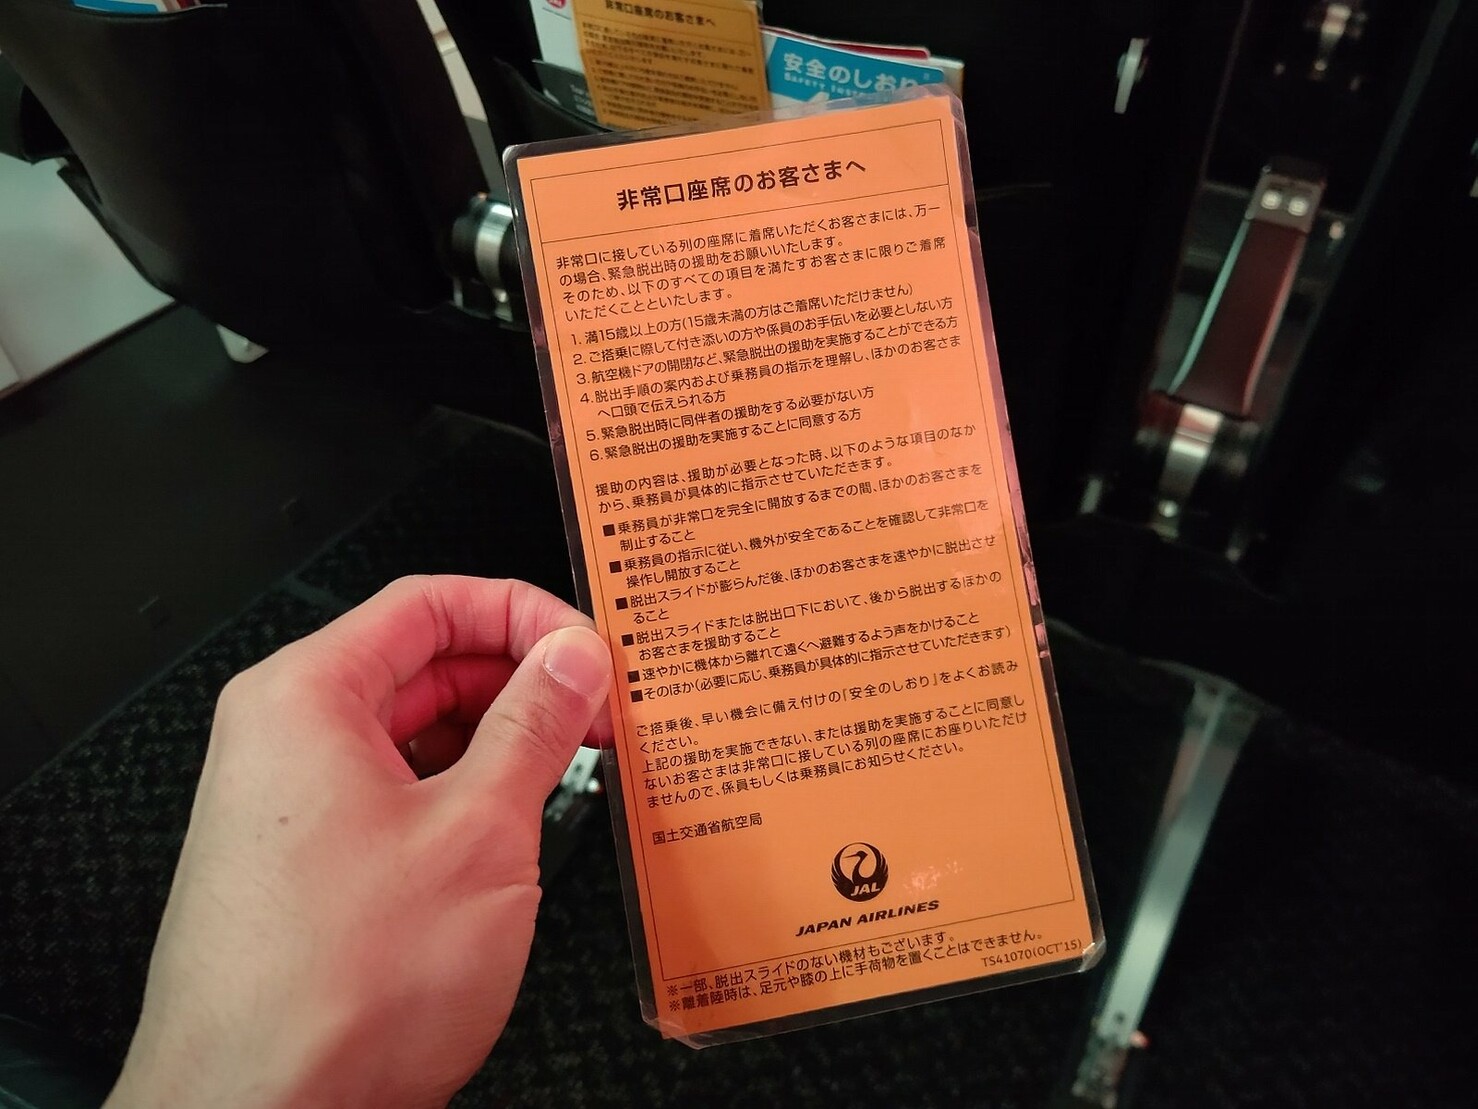 非常口座席のお客さまへ
安全のしおり
非常口座席のお客さまへ
非常口に接している列の座席に着席いただくお客さまには、万一
の場合、緊急脱出時の援助をお願いいたします。
そのため、以下のすべての項目を満たすお客さまに限りご着席
いただくことといたします。
1. 満15歳以上の方(15歳未満の方はご着席いただけません)
2. ご搭乗に際して付き添いの方や係員のお手伝いを必要としない方
3. 航空機ドアの開閉など、緊急脱出の援助を実施することができる方
4. 脱出手順の案内および乗務員の指示を理解し、ほかのお客さま
へ口頭で伝えられる方
5. 緊急脱出時に同伴者の援助をする必要がない方
6. 緊急脱出の援助を実施することに同意する方
援助の内容は、援助が必要となった時、以下のような項目のなか
から、乗務員が具体的に指示させていただきます。
■乗務員が非常口を完全に開放するまでの間、ほかのお客さまを
制止すること
■乗務員の指示に従い、機外が安全であることを確認して非常口を
操作し開放すること
■脱出スライドが膨らんだ後、ほかのお客さまを速やかに脱出させ
ること
■脱出スライドまたは脱出口下において、後から脱出するほかの
お客さまを援助すること
■速やかに機体から離れて遠くへ避難するよう声をかけること
■そのほか(必要に応じ、乗務員が具体的に指示させていただきます)
ご搭乗後、早い機会に備え付けの「安全のしおり」をよくお読み
ください。
上記の援助を実施できない、または援助を実施することに同意し
ないお客さまは非常口に接している列の座席にお座りいただけ
ませんので、係員もしくは乗務員にお知らせください。
国土交通省航空局
JAL
JAPAN AIRLINES
※一部、脱出スライドのない機材もございます。
※離着陸時は、足元や膝の上に手荷物を置くことはできません。
TS41070(OCT'15)